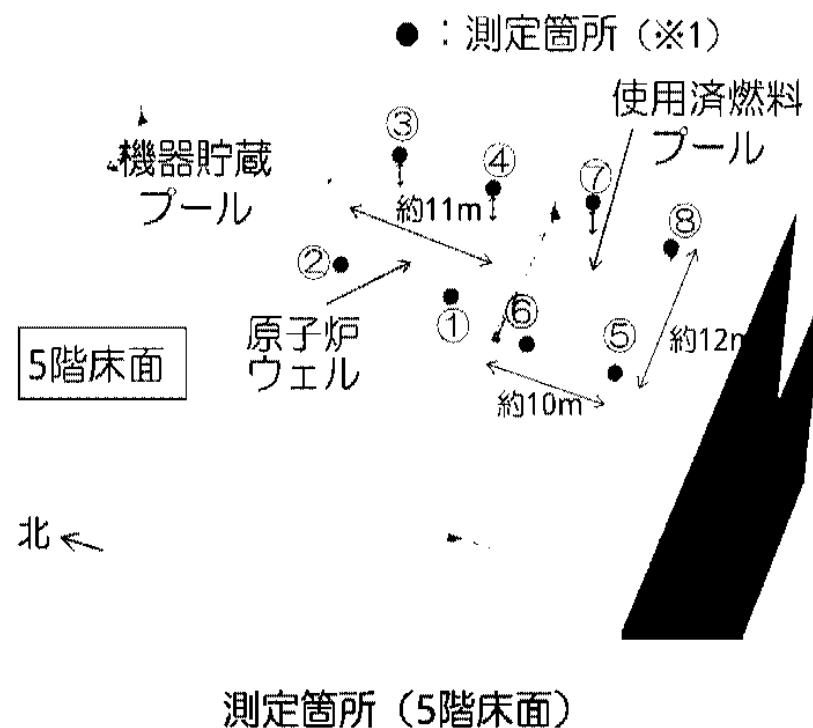 ●：測定箇所（※1）
使用済燃料
プール
機器貯蔵
プール
③
④
⑦
⑧
約11m
②
原子炉
ウェル
①
⑥
⑤
約12m
5階床面
約10m
北
測定箇所（5階床面）